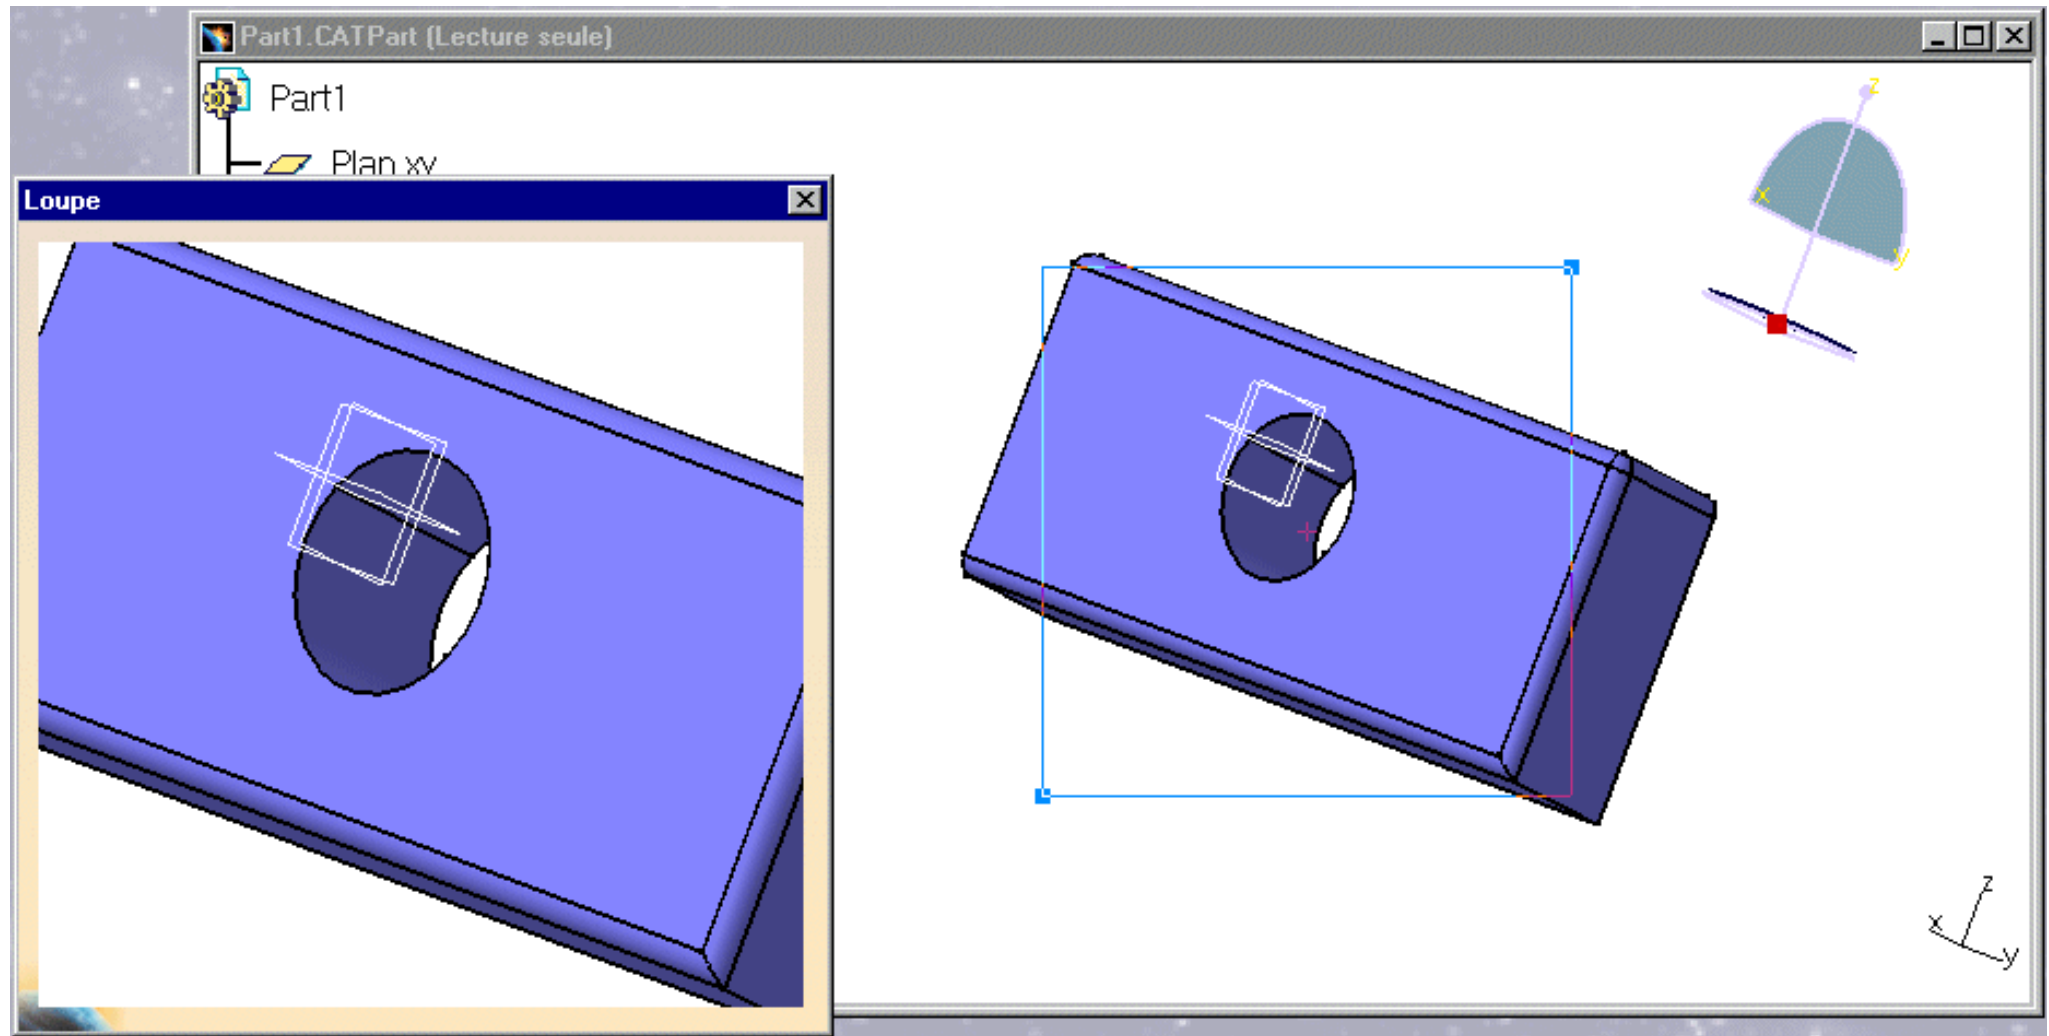 Part1.CATPart (Lecture seule)
Part1
Plan xy
Loupe
z
x
y
z
x
y